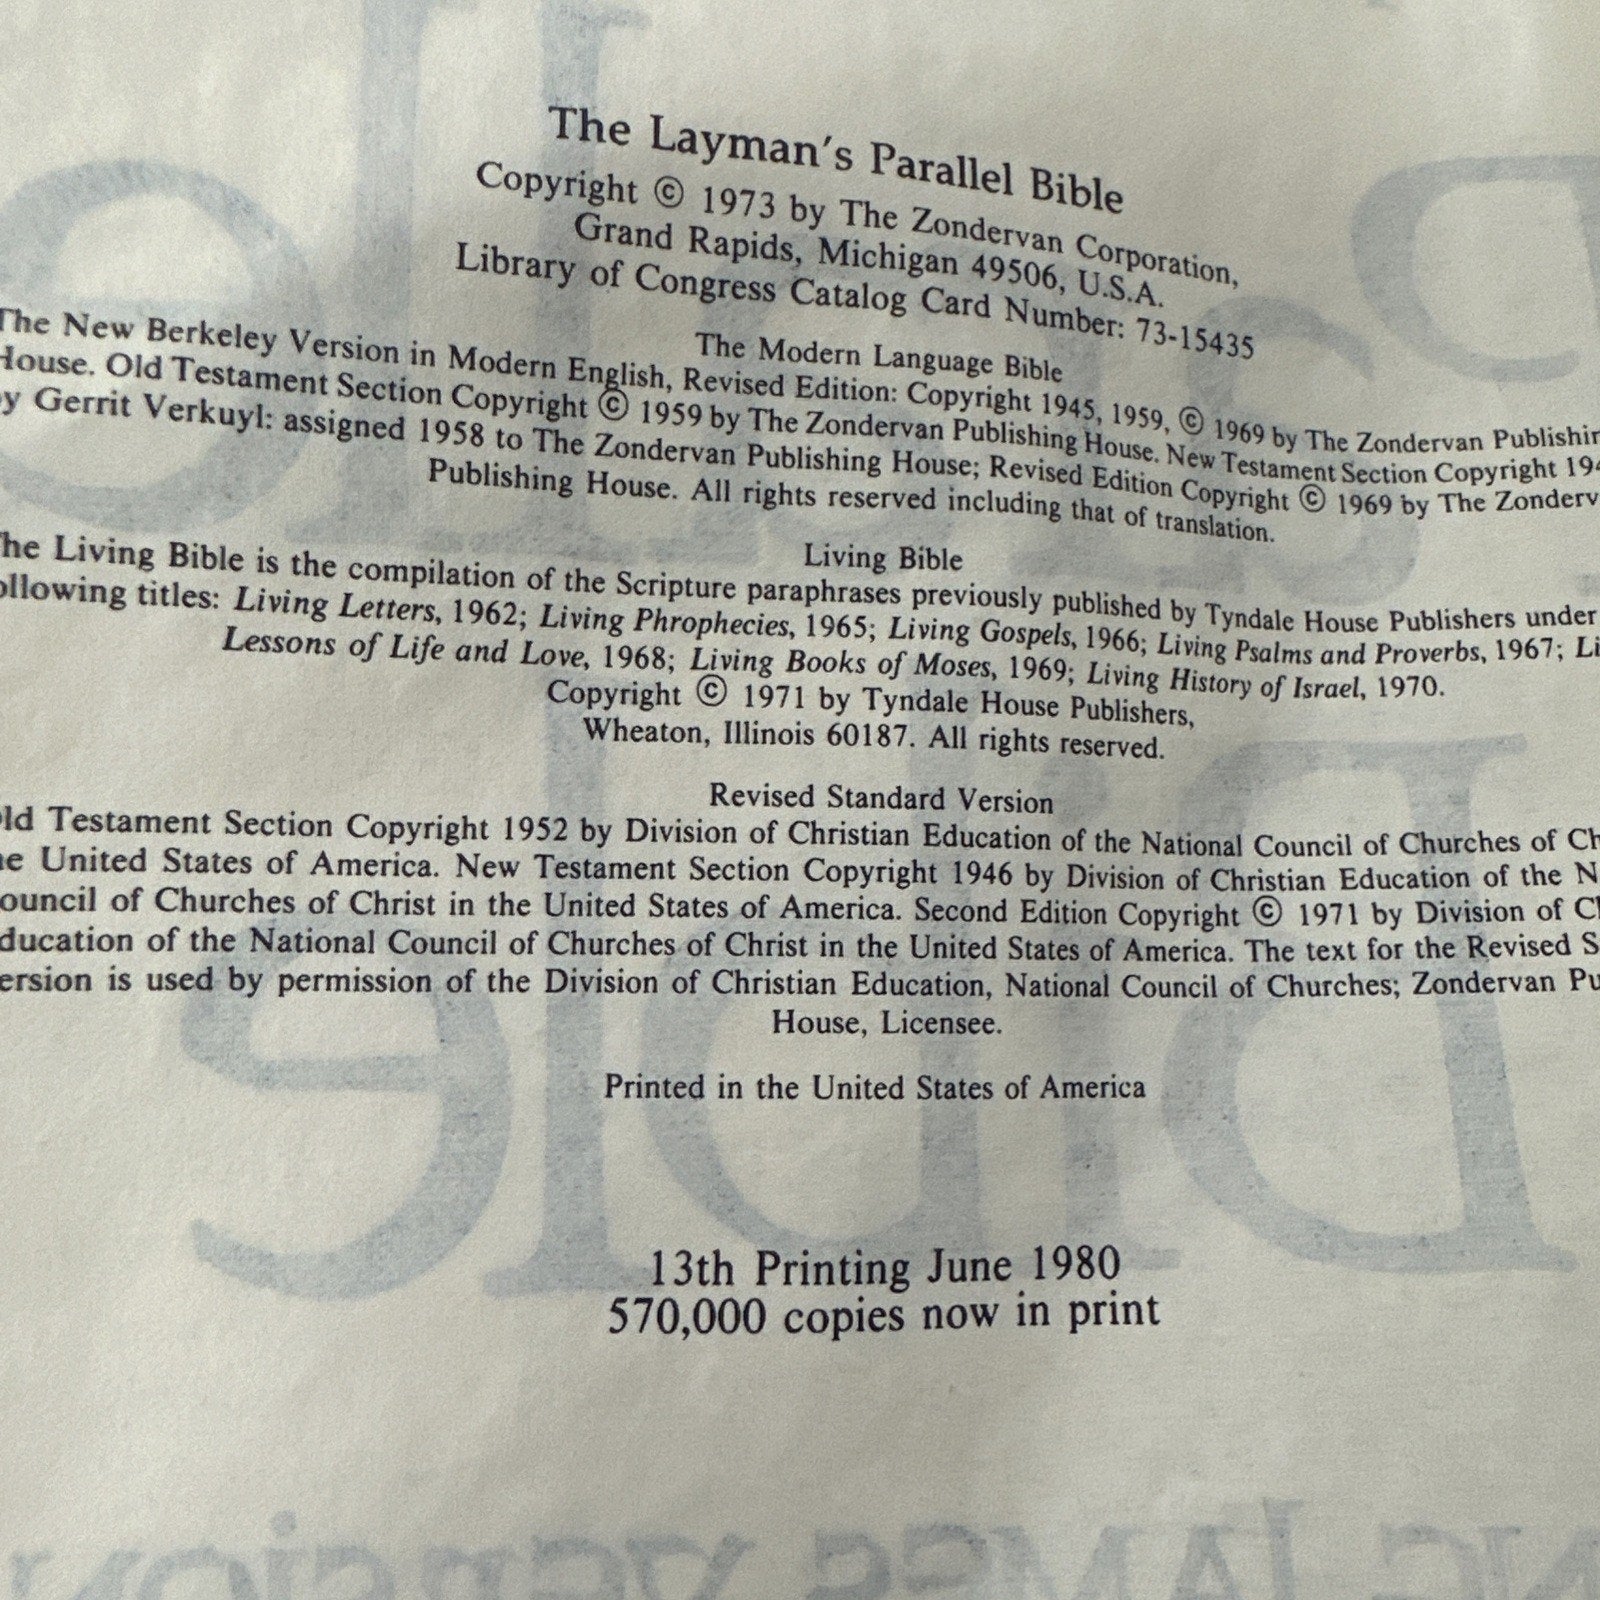 The Layman's Parallel Bible
Copyright © 1973 by The Zondervan Corporation,
Grand Rapids, Michigan 49506, U.S.A.
Library of Congress Catalog Card Number: 73-15435
The Modern Language Bible
The New Berkeley Version in Modern English, Revised Edition: Copyright 1945, 1959, © 1969 by The Zondervan Publishin
House. Old Testament Section Copyright © 1959 by The Zondervan Publishing House. New Testament Section Copyright 194
by Gerrit Verkuyl: assigned 1958 to The Zondervan Publishing House; Revised Edition Copyright © 1969 by The Zonderv
Publishing House. All rights reserved including that of translation.
Living Bible
he Living Bible is the compilation of the Scripture paraphrases previously published by Tyndale House Publishers under
ollowing titles: Living Letters, 1962; Living Phrophecies, 1965; Living Gospels, 1966; Living Psalms and Proverbs, 1967; Li
Lessons of Life and Love, 1968; Living Books of Moses, 1969; Living History of Israel, 1970.
Copyright © 1971 by Tyndale House Publishers,
Wheaton, Illinois 60187. All rights reserved.
Revised Standard Version
ld Testament Section Copyright 1952 by Division of Christian Education of the National Council of Churches of Ch
he United States of America. New Testament Section Copyright 1946 by Division of Christian Education of the N
ouncil of Churches of Christ in the United States of America. Second Edition Copyright © 1971 by Division of Ch
ducation of the National Council of Churches of Christ in the United States of America. The text for the Revised S
ersion is used by permission of the Division of Christian Education, National Council of Churches; Zondervan Pu
House, Licensee.
Printed in the United States of America
13th Printing June 1980
570,000 copies now in print